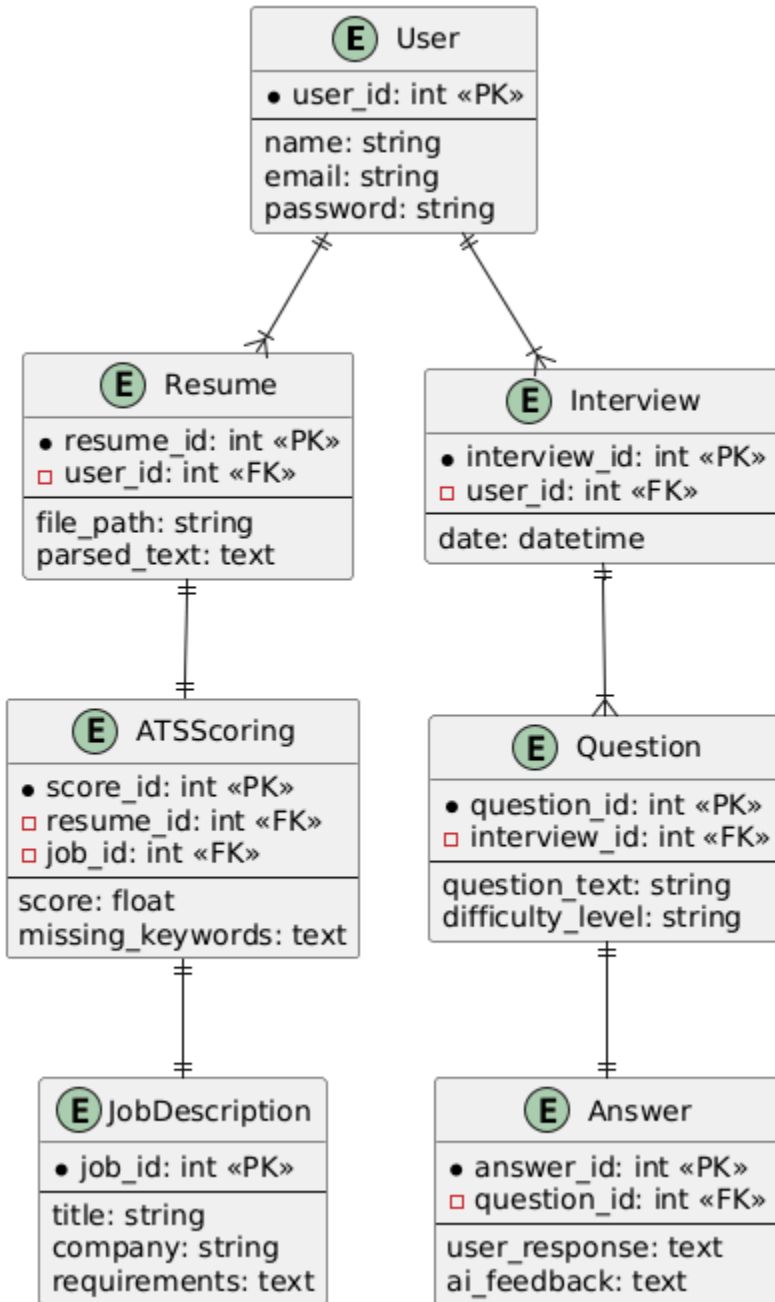 E User
● user_id: int «PK»
name: string
email: string
password: string
E Resume
● resume_id: int «PK»
□ user_id: int «FK»
file_path: string
parsed_text: text
E Interview
● interview_id: int «PK»
□ user_id: int «FK»
date: datetime
E ATSScoring
● score_id: int «PK»
□ resume_id: int «FK»
□ job_id: int «FK»
score: float
missing_keywords: text
E Question
● question_id: int «PK»
□ interview_id: int «FK»
question_text: string
difficulty_level: string
E JobDescription
● job_id: int «PK»
title: string
company: string
requirements: text
E Answer
● answer_id: int «PK»
□ question_id: int «FK»
user_response: text
ai_feedback: text